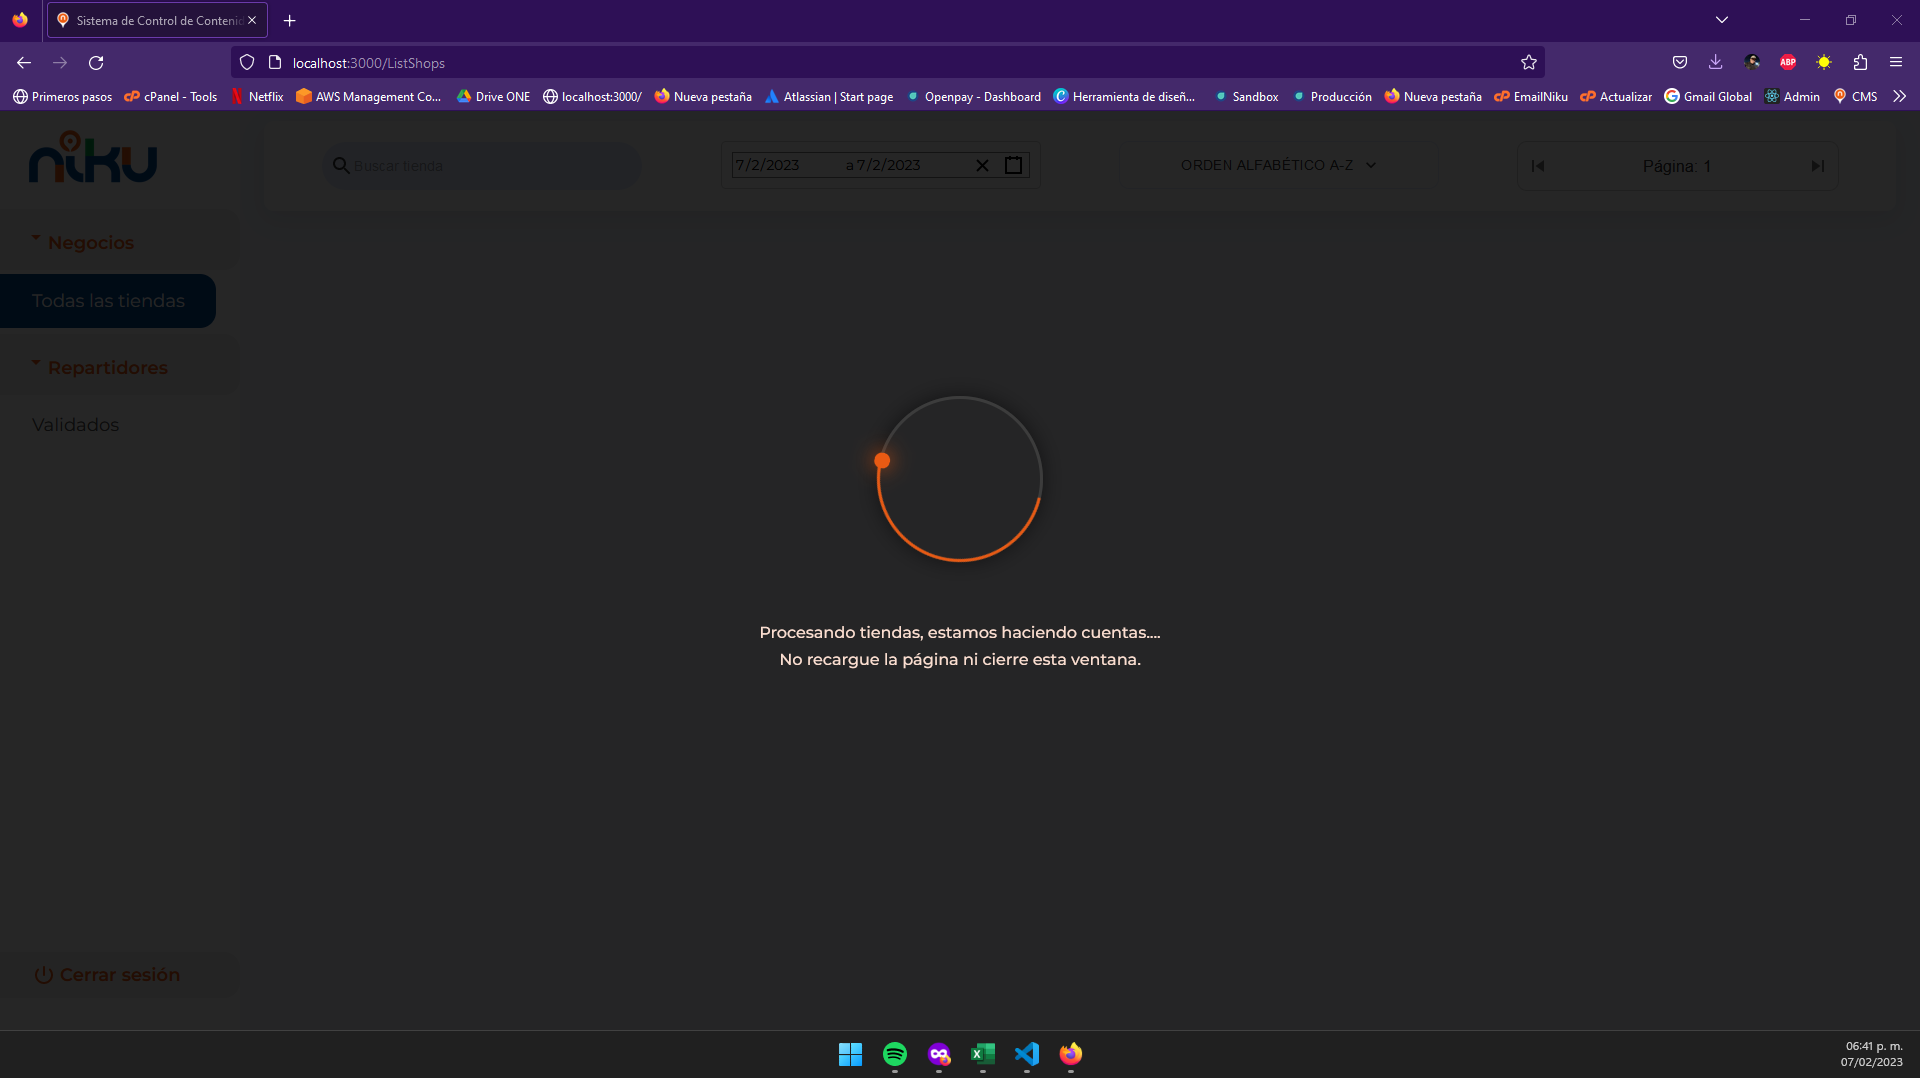 Sistema de Control de Contenid
localhost:3000/ListShops
Primeros pasos
cPanel - Tools
Netflix
AWS Management Co...
Drive ONE
localhost:3000/
Nueva pestaña
Atlassian | Start page
Openpay - Dashboard
Herramienta de diseñ...
Sandbox
Producción
Nueva pestaña
EmailNiku
Actualizar
Gmail Global
Admin
CMS
ABP
niku
Buscar tienda
7/2/2023 a 7/2/2023
ORDEN ALFABÉTICO A-Z
Página: 1
Negocios
Todas las tiendas
Repartidores
Validados
Procesando tiendas, estamos haciendo cuentas....
No recargue la página ni cierre esta ventana.
Cerrar sesión
06:41 p. m.
07/02/2023